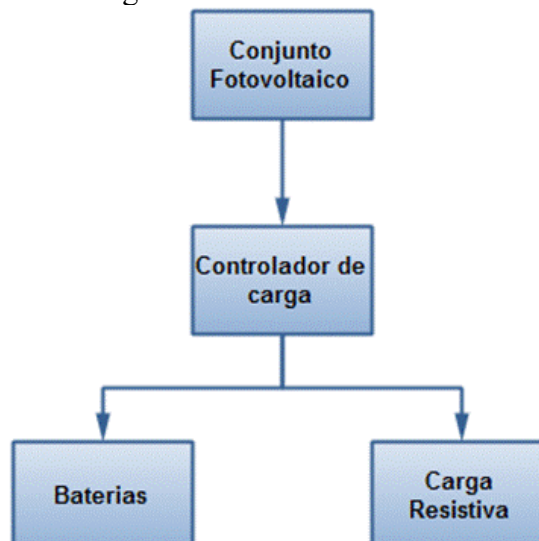 Conjunto
Fotovoltaico
Controlador de
carga
Baterias
Carga
Resistiva